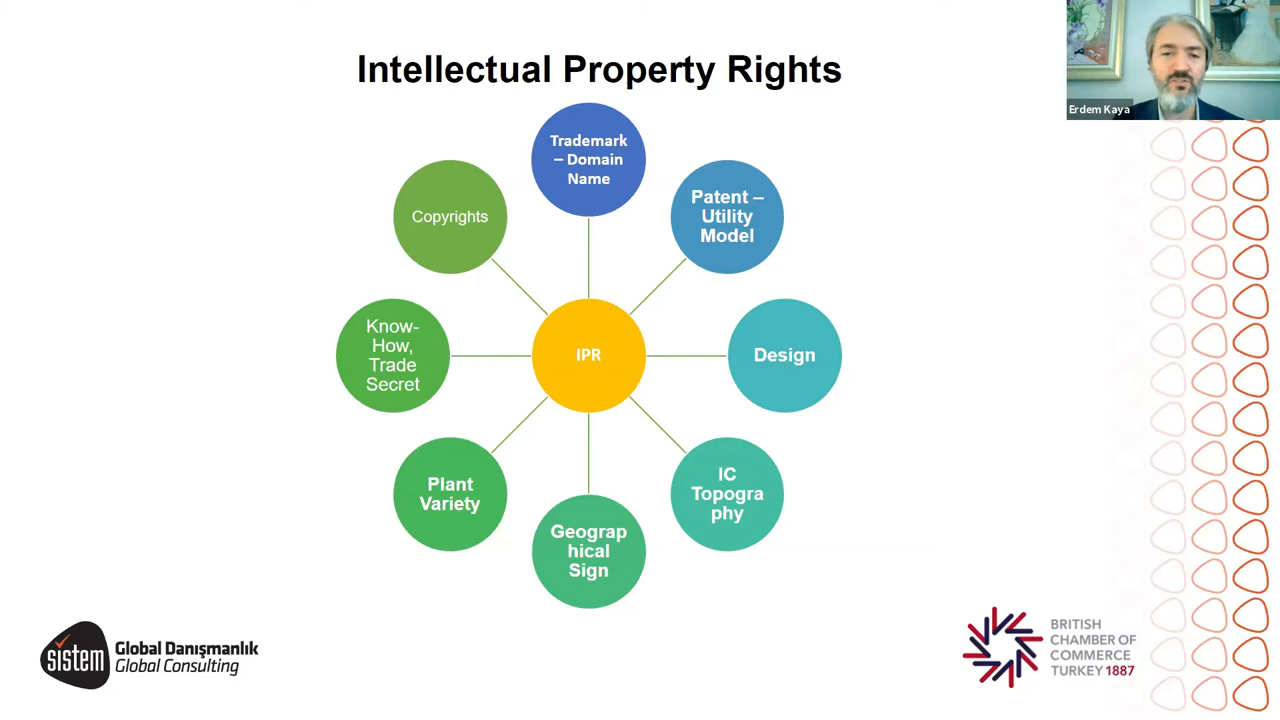 Intellectual Property Rights
Erdem Kaya
Trademark
– Domain
Name
Patent –
Utility
Model
Design
IC
Topogra
phy
Geograp
hical
Sign
Plant
Variety
Know-
How,
Trade
Secret
Copyrights
IPR
sistem
Global Danışmanlık
Global Consulting
BRITISH
CHAMBER OF
COMMERCE
TURKEY 1887